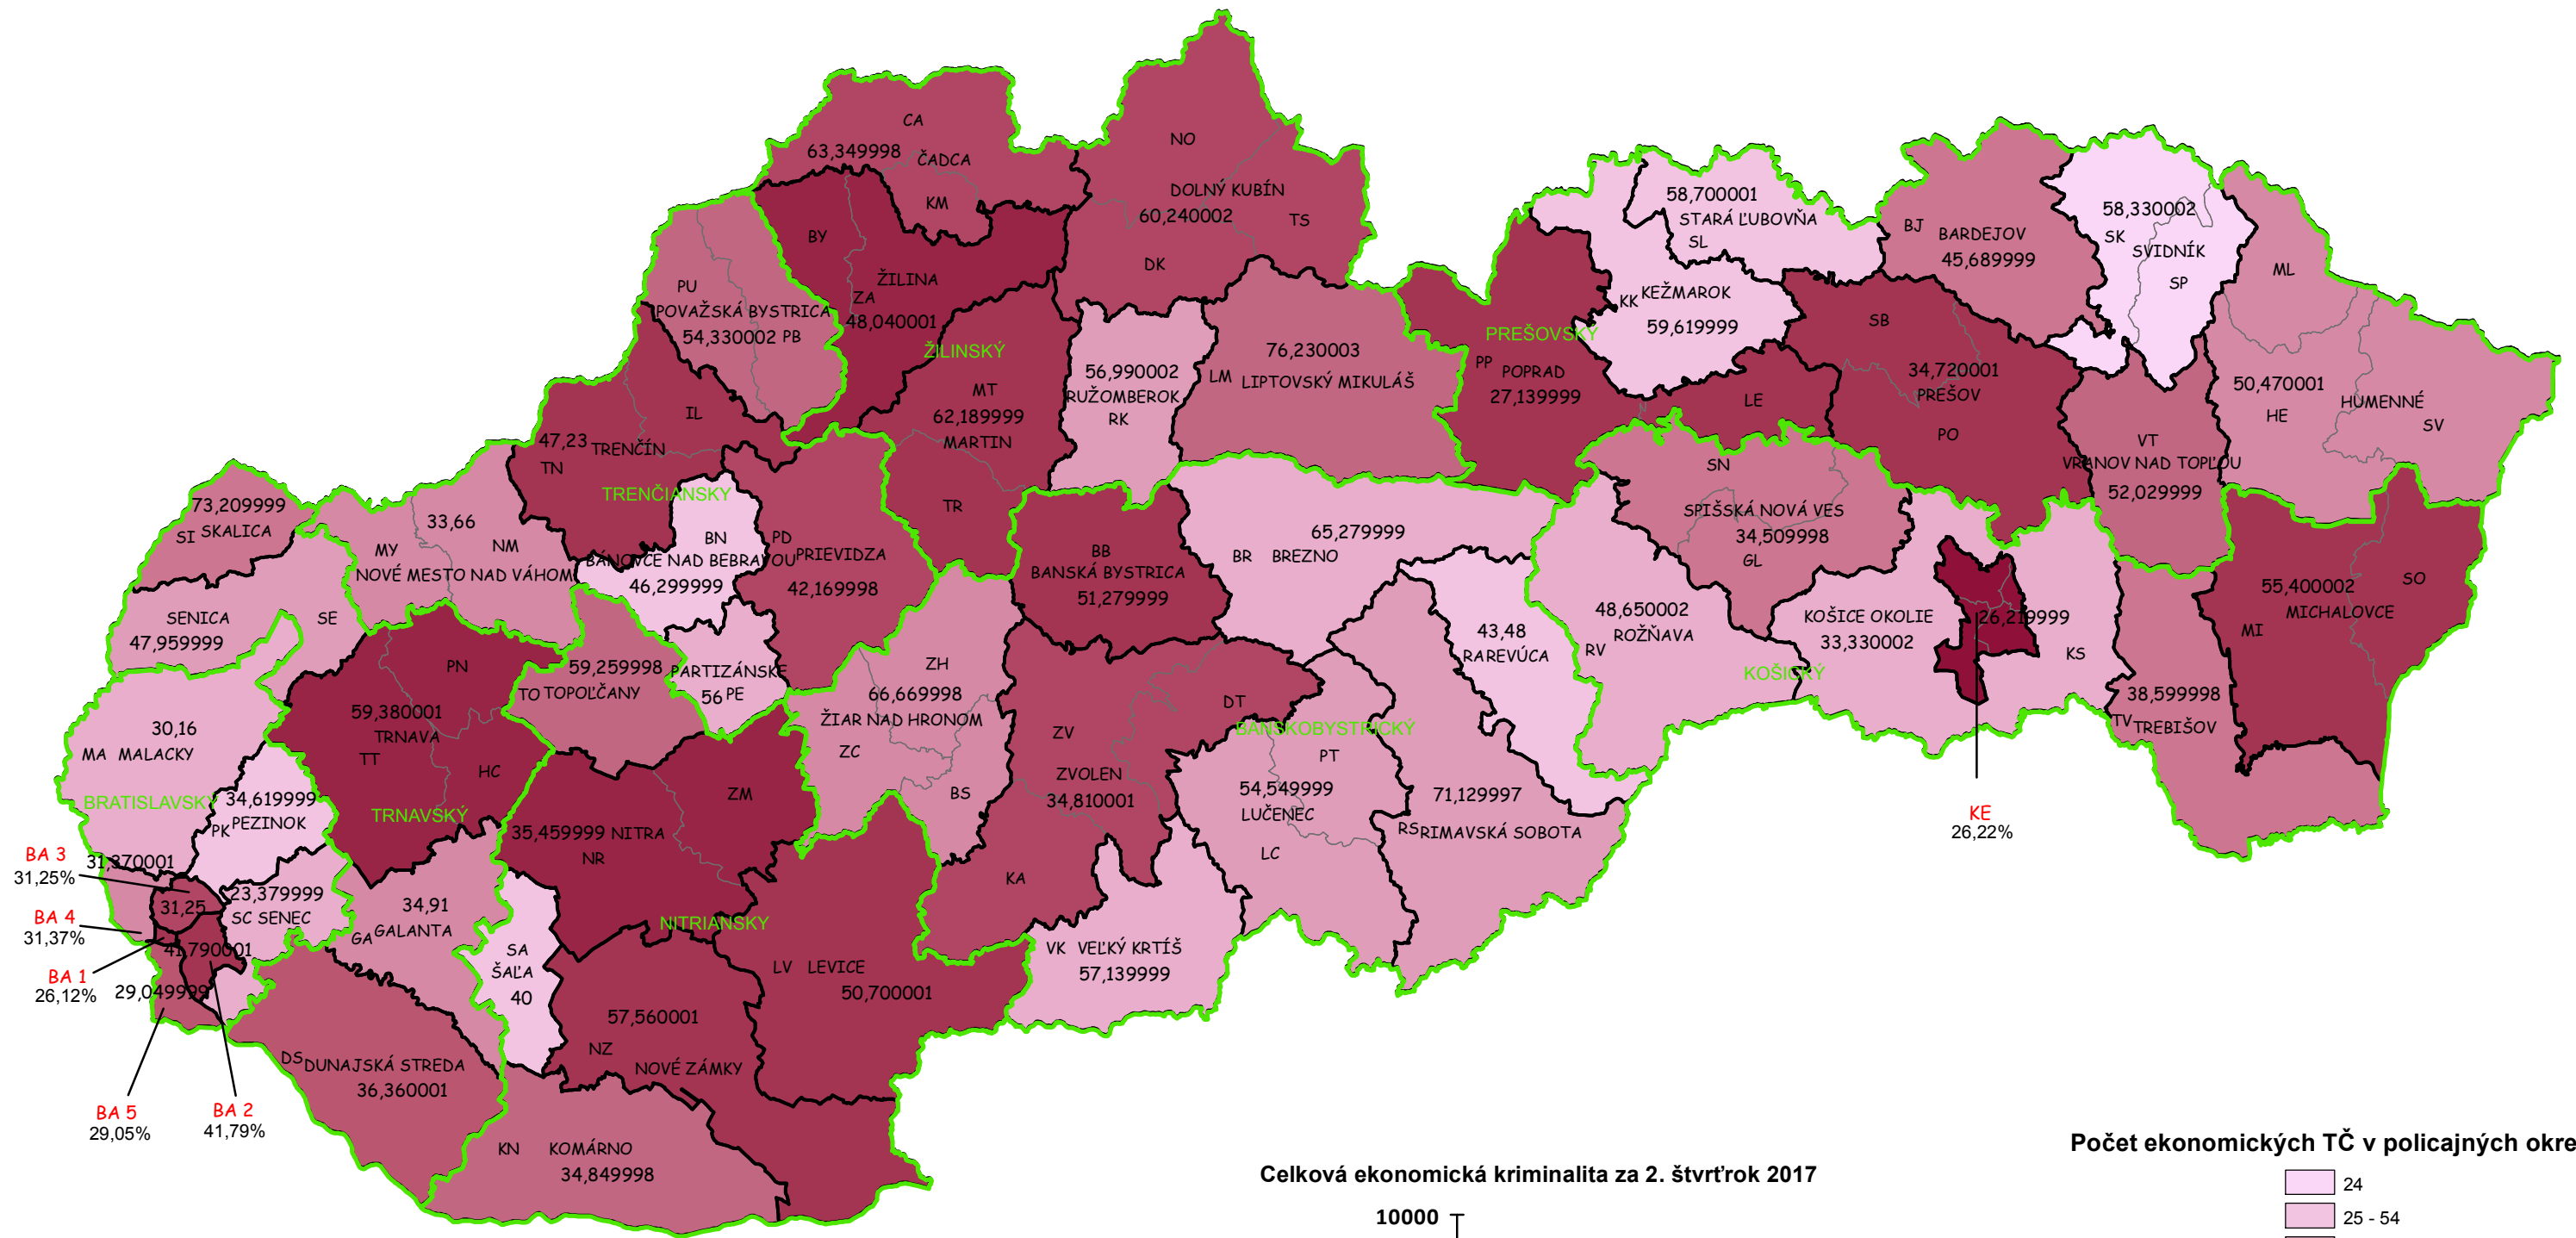 CA
63,349998
ČADCA
KM
NO
DOLNÝ KUBÍN
60,240002
TS
DK
58,700001
STARÁ ĽUBOVŇA
SL
BJ
BARDEJOV
45,689999
58,330002
SK
SVIDNÍK
SP
ML
BY
ŽILINA
ZA
48,040001
PU
POVAŽSKÁ BYSTRICA
54,330002 PB
ŽILINSKÝ
KK
KEŽMAROK
59,619999
PREŠOVSKÝ
SB
34,720001
PREŠOV
PO
76,230003
LM
LIPTOVSKÝ MIKULÁŠ
56,990002
RUŽOMBEROK
RK
PP
POPRAD
27,139999
LE
50,470001
HUMENNÉ
HE
SV
MT
62,189999
MARTIN
TR
IL
47,23
TRENČÍN
TN
TRENČIANSKY
VT
VRANOV NAD TOPĽOU
52,029999
SN
SPIŠSKÁ NOVÁ VES
34,509998
GL
73,209999
SI SKALICA
33,66
MY
NM
NOVÉ MESTO NAD VÁHOM
BN
BÁNOVCE NAD BEBRAVOU
46,299999
PD
PRIEVIDZA
42,169998
BB
BANSKÁ BYSTRICA
51,279999
65,279999
BR BREZNO
55,400002
SO
MICHALOVCE
MI
SENICA
SE
47,959999
48,650002
ROŽŇAVA
RV
43,48
RAREVÚCA
KOŠICE OKOLIE
33,330002
26,219999
KS
KOŠICKÝ
PN
59,380001
TRNAVA
TT
HC
TRNAVSKÝ
59,259998
TO TOPOĽČANY
PARTIZÁNSKE
56 PE
ZH
66,669998
ŽIAR NAD HRONOM
ZC
BS
DT
ZV
ZVOLEN
34,810001
KA
BANSKOBYSTRICKÝ
PT
54,549999
LUČENEC
LC
71,129997
RS RIMAVSKÁ SOBOTA
38,599998
TV
TREBIŠOV
30,16
MA MALACKY
BRATISLAVSKÝ
34,619999
PK PEZINOK
ZM
35,459999 NITRA
NR
NITRIANSKY
KE
26,22%
BA 3
31,25%
31,370001
31,25
23,379999
SC SENEC
34,91
GA GALANTA
BA 4
31,37%
41,790001
BA 1
26,12%
29,049999
SA
ŠAĽA
40
LV LEVICE
50,700001
VK VEĽKÝ KRTÍŠ
57,139999
57,560001
NZ
NOVÉ ZÁMKY
DS DUNAJSKÁ STREDA
36,360001
BA 5
29,05%
BA 2
41,79%
KN KOMÁRNO
34,849998
Celková ekonomická kriminalita za 2. štvrťrok 2017
10000
Počet ekonomických TČ v policajných okre
24
25 - 54